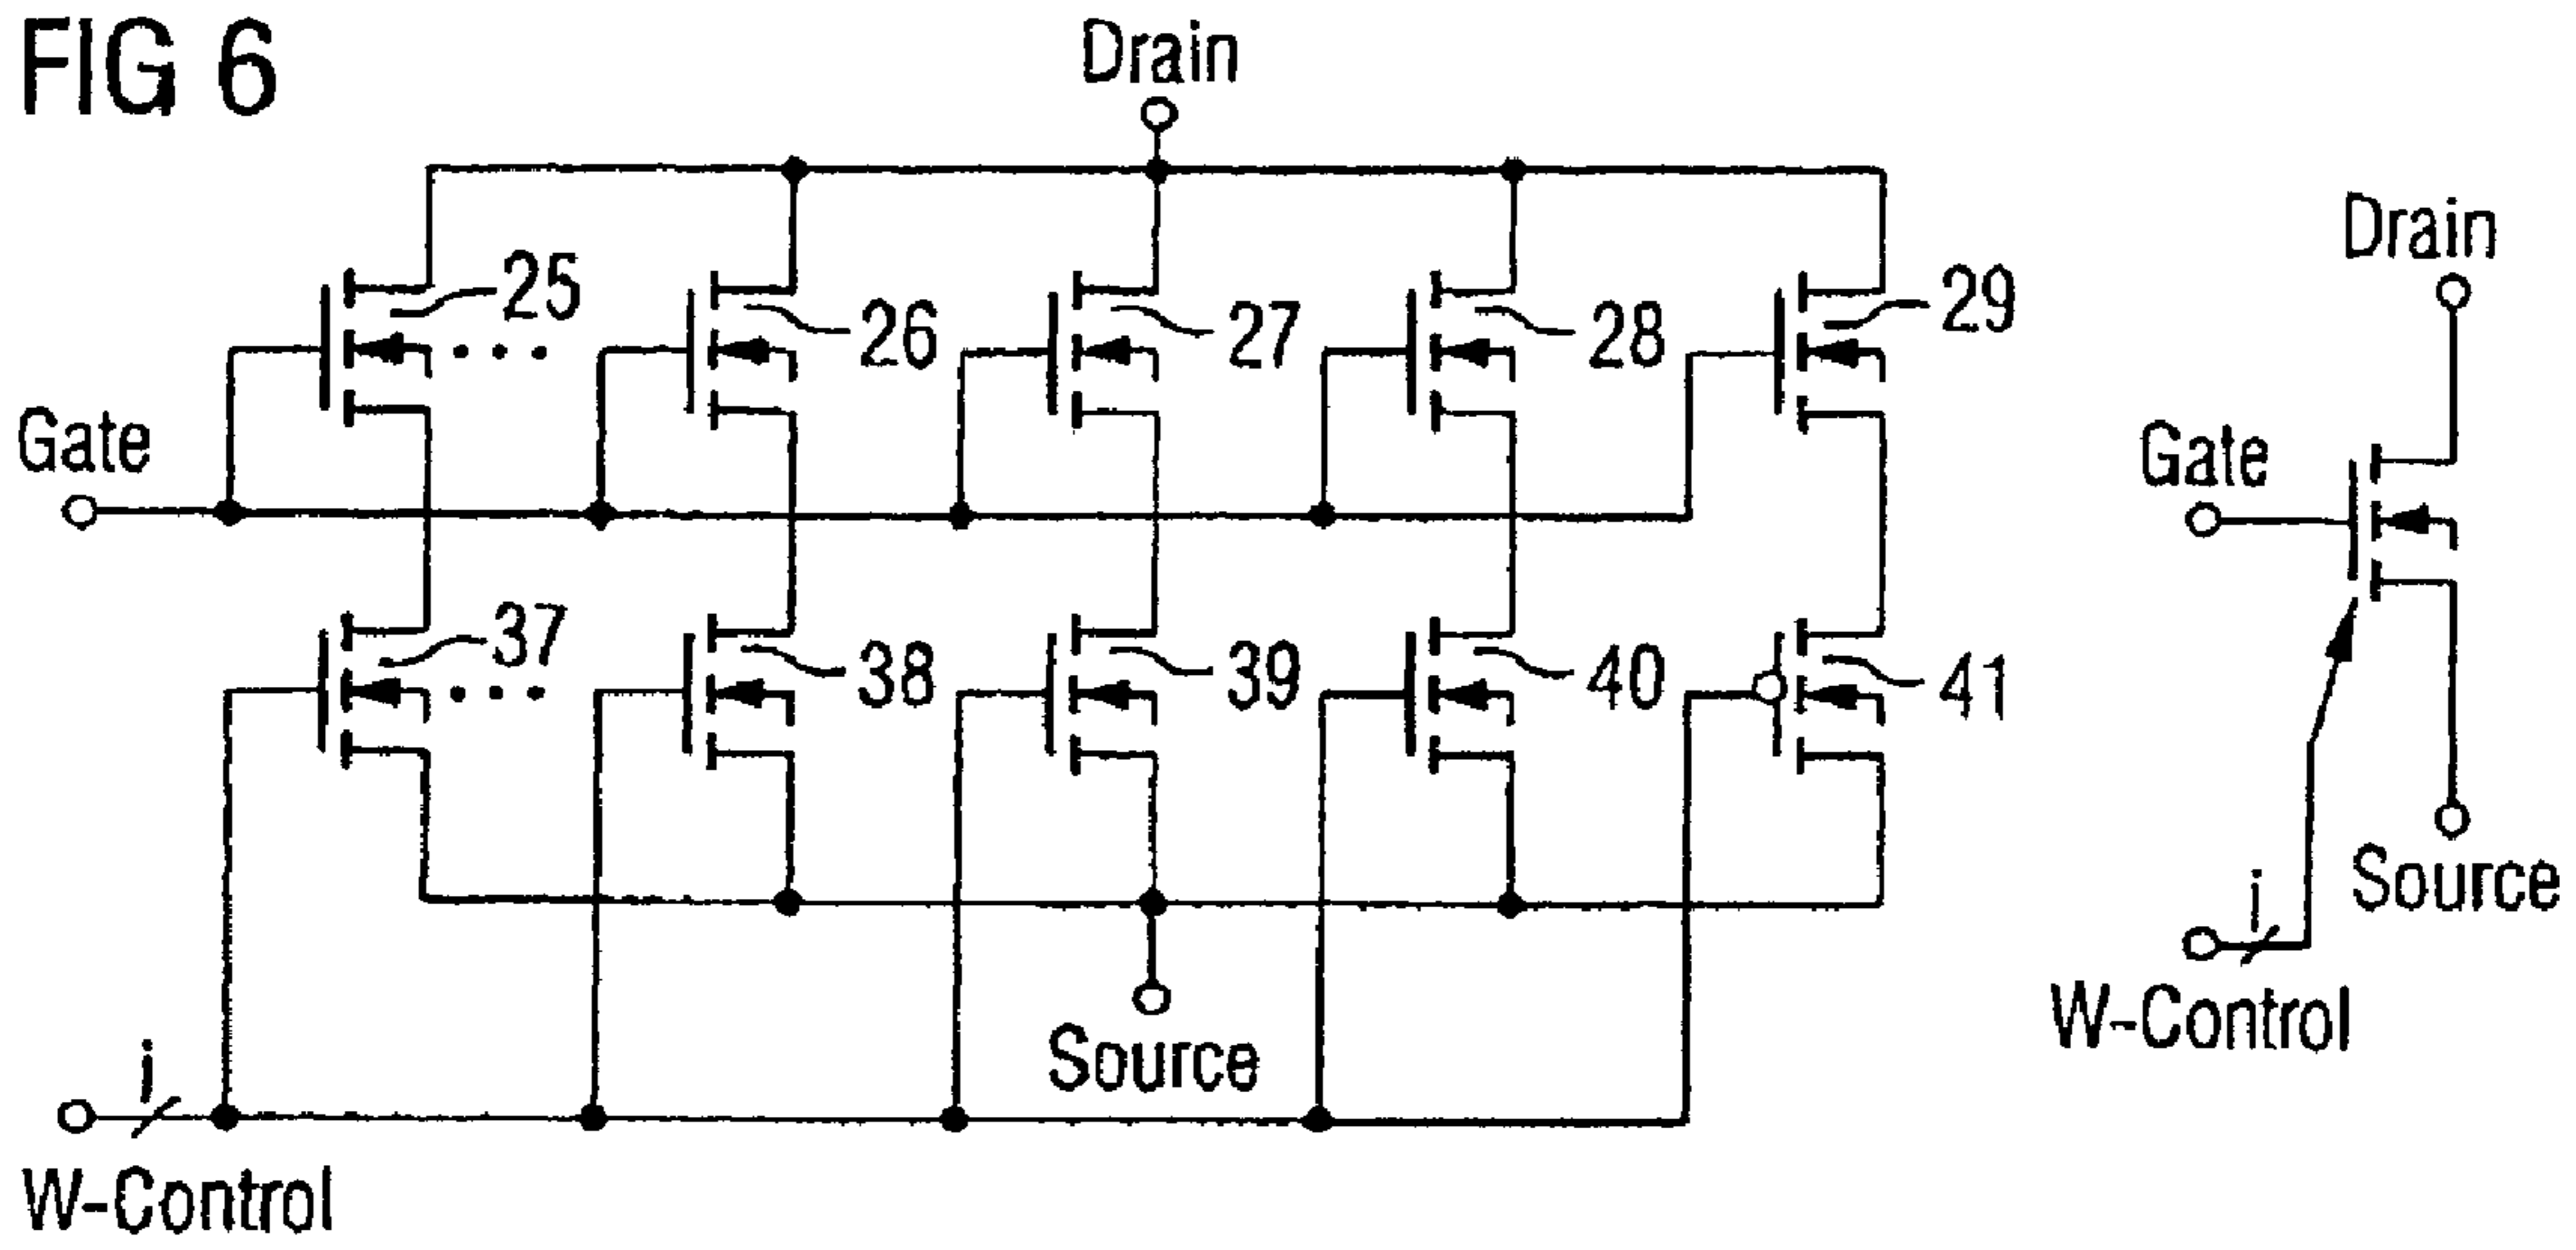 FIG 6
Drain
25
26
27
28
29
Drain
Gate
Gate
37
38
39
40
41
Source
i
W-Control
Source
i
W-Control